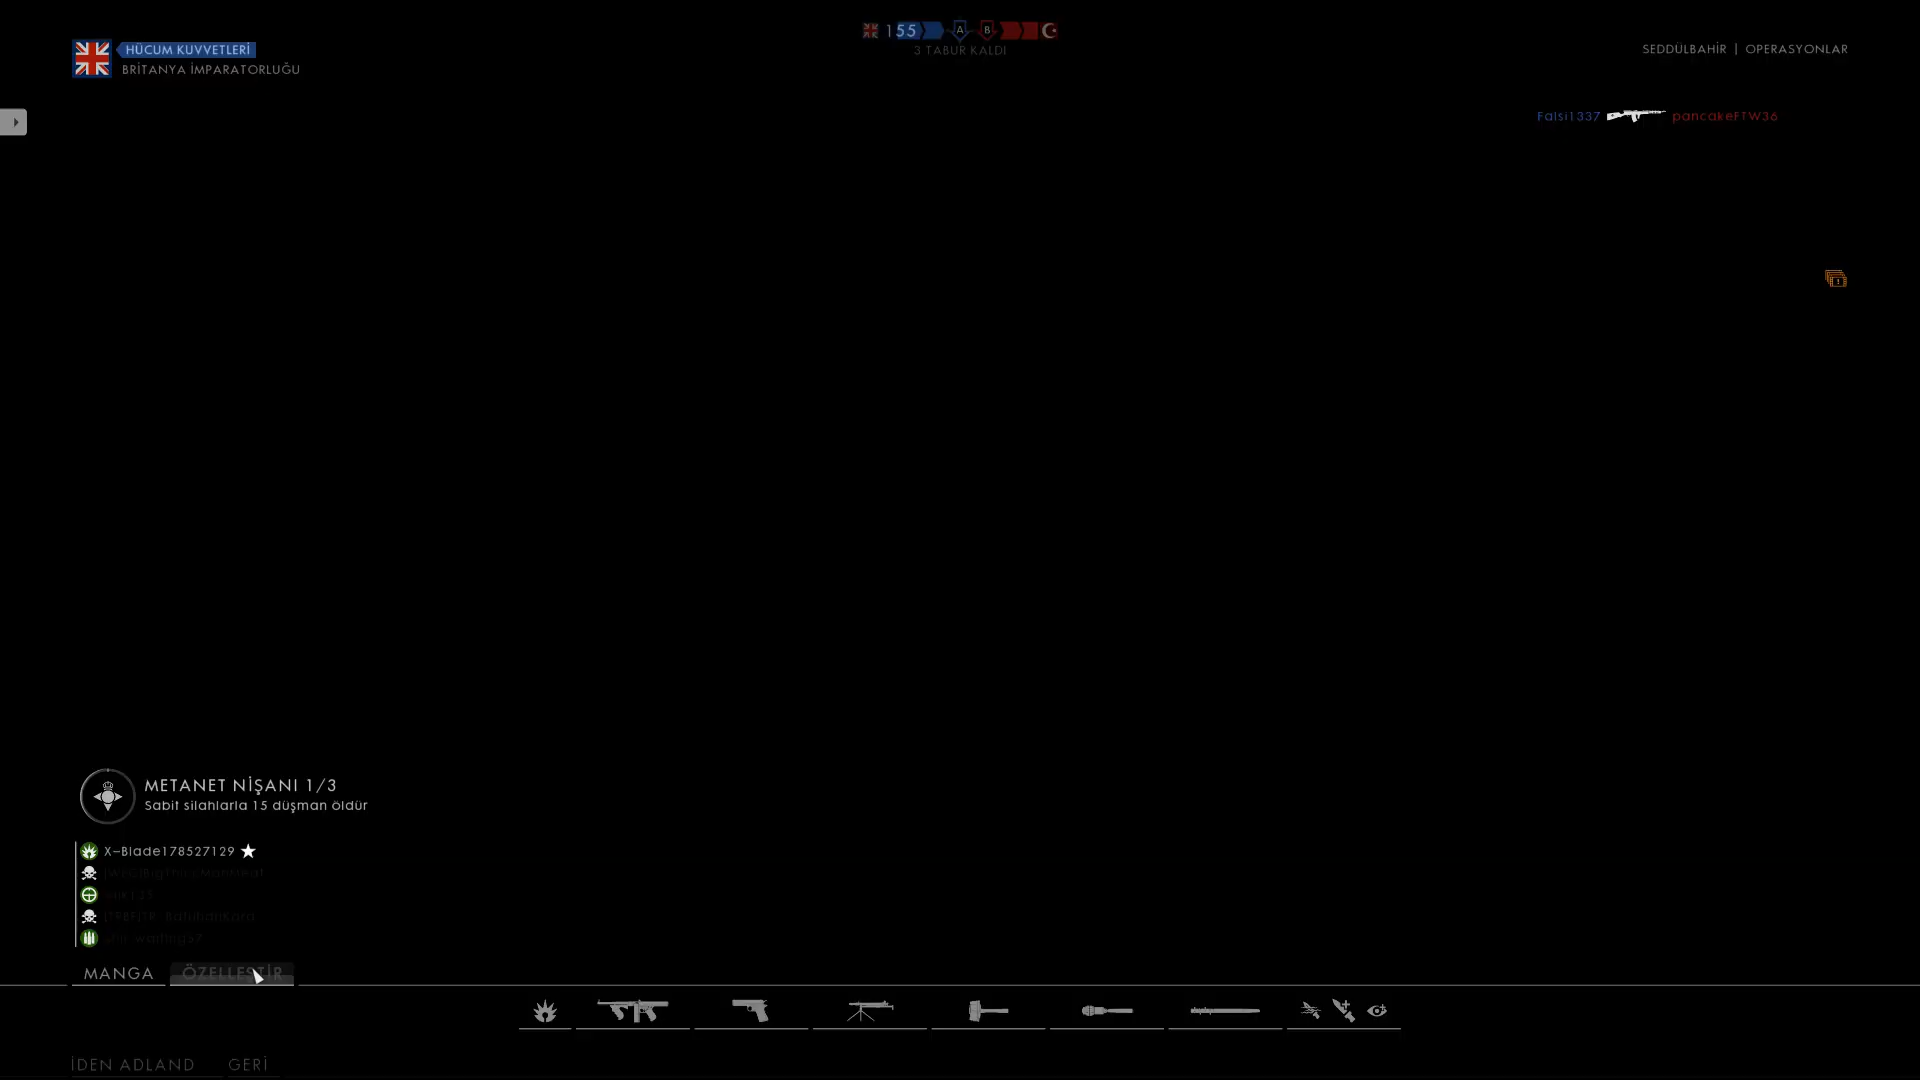 HÜCUM KUVVETLERİ
BRİTANYA İMPARATORLUĞU
155
A
B
3 TABUR KALDI
SEDDÜLBAHİR | OPERASYONLAR
Falsi1337
pancakeFTW36
METANET NİŞANI 1/3
Sabit silahlarla 15 düşman öldür
X-Blade178527129
MANGA
ÖZELLEŞTİR
İDEN ADLAND
GERİ